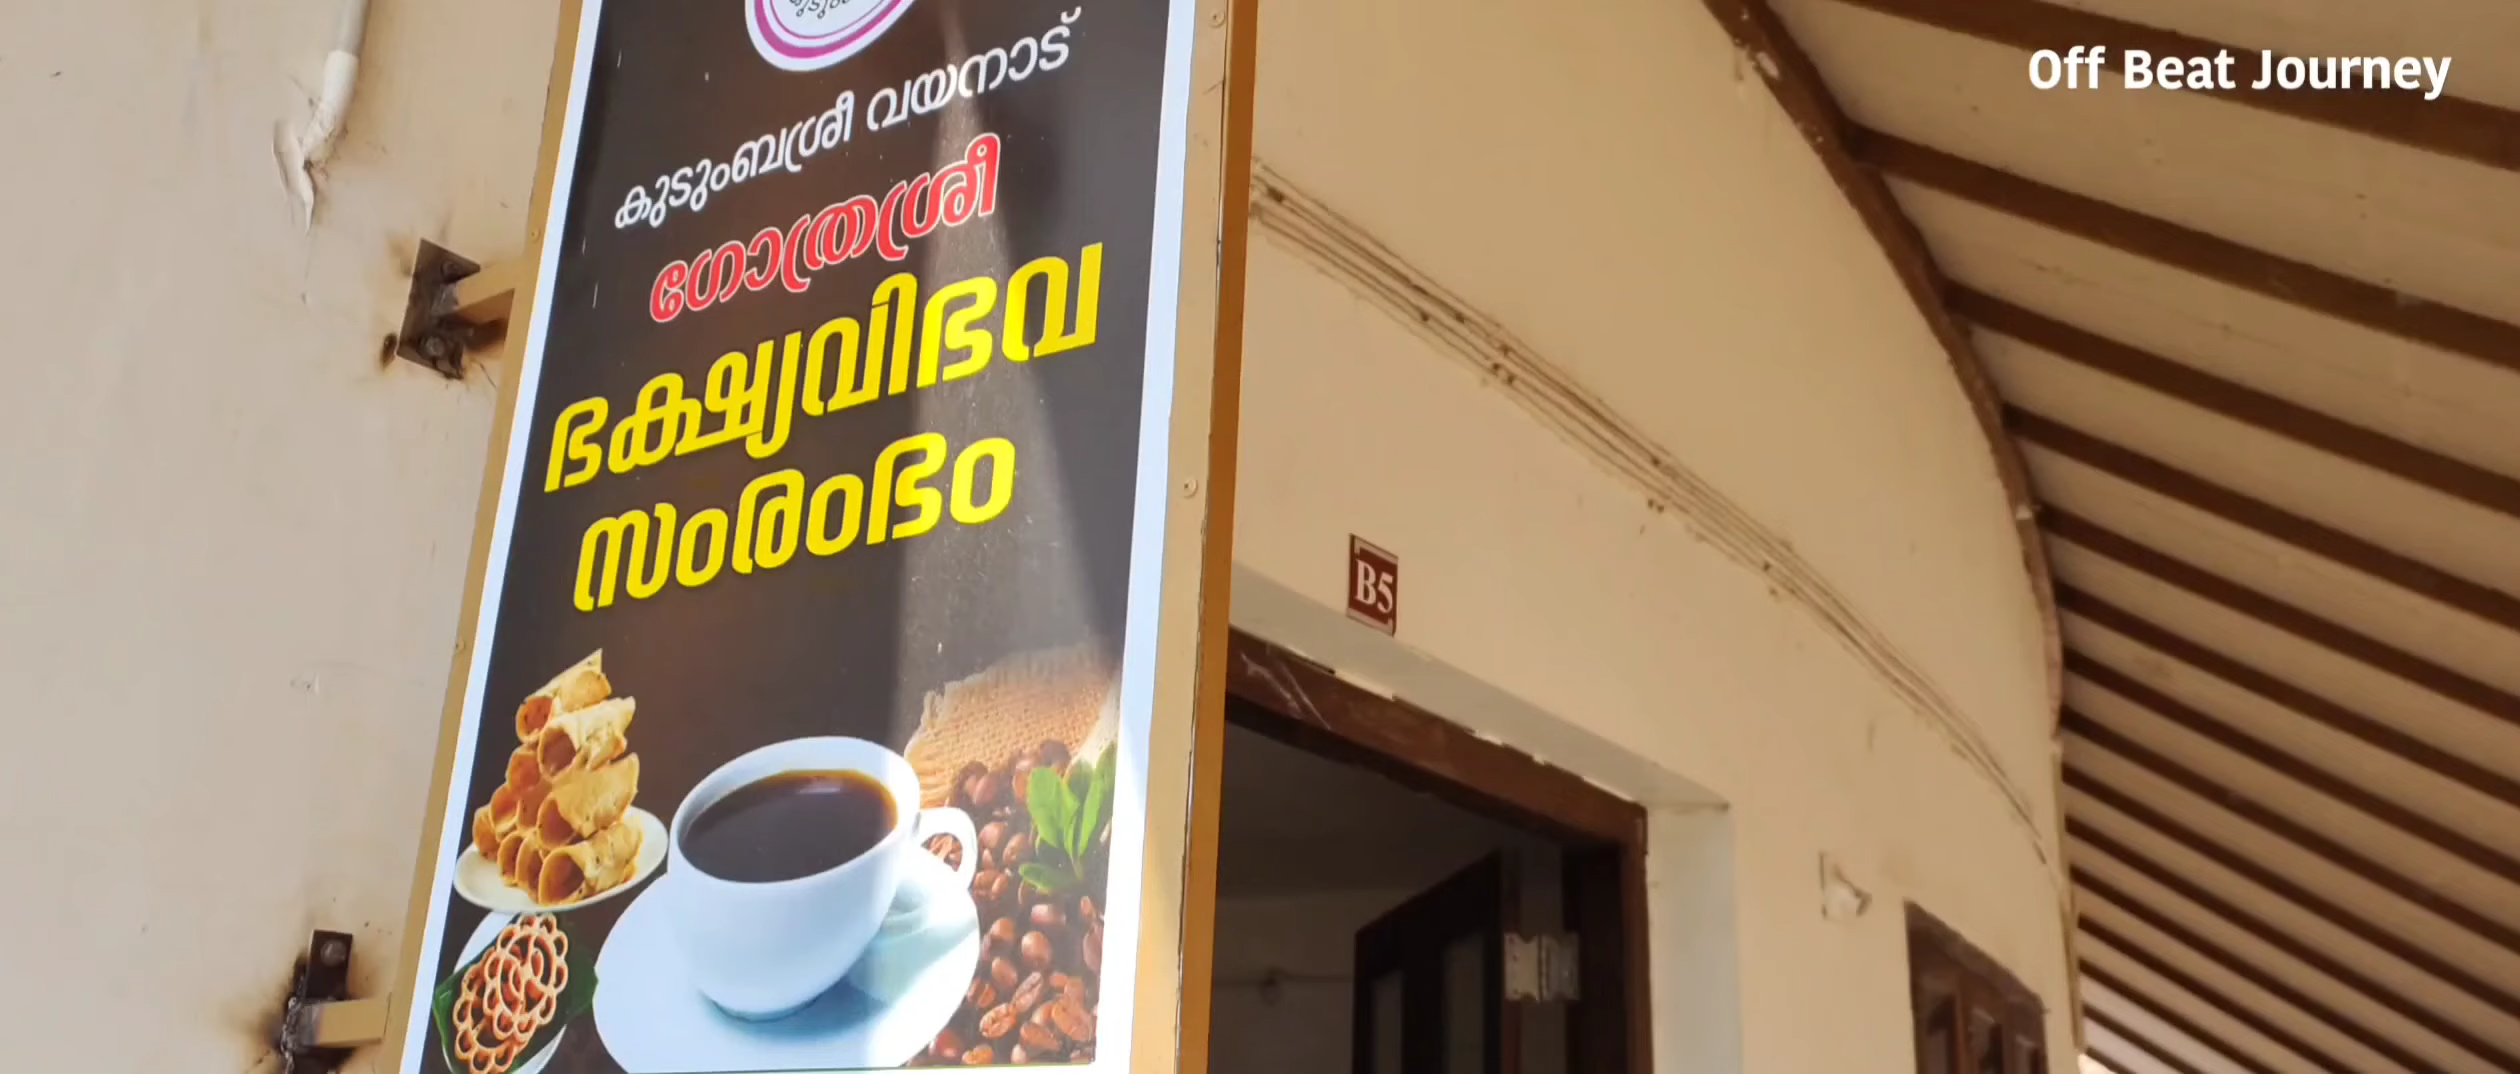 കുടുംബശ്രീ വയനാട്
ഗോത്രശ്രീ
ഭക്ഷ്യവിഭവ
സംരംഭം
B5
Off Beat Journey